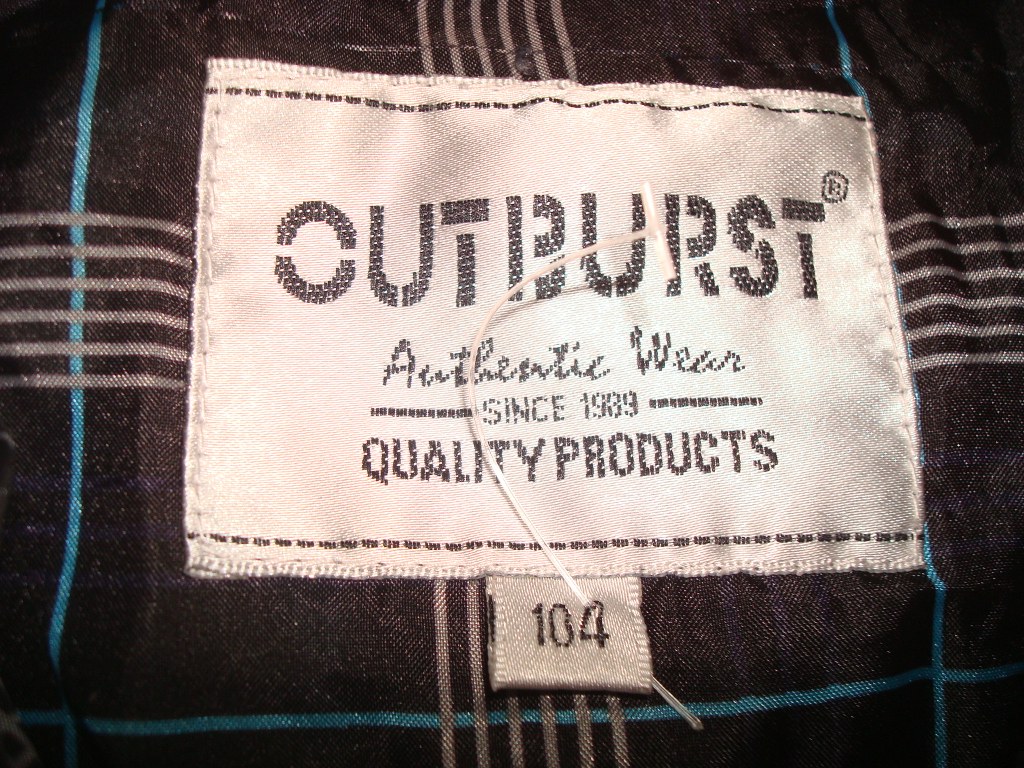 OUTBURST®
Authentic Wear
SINCE 1989
QUALITY PRODUCTS
104